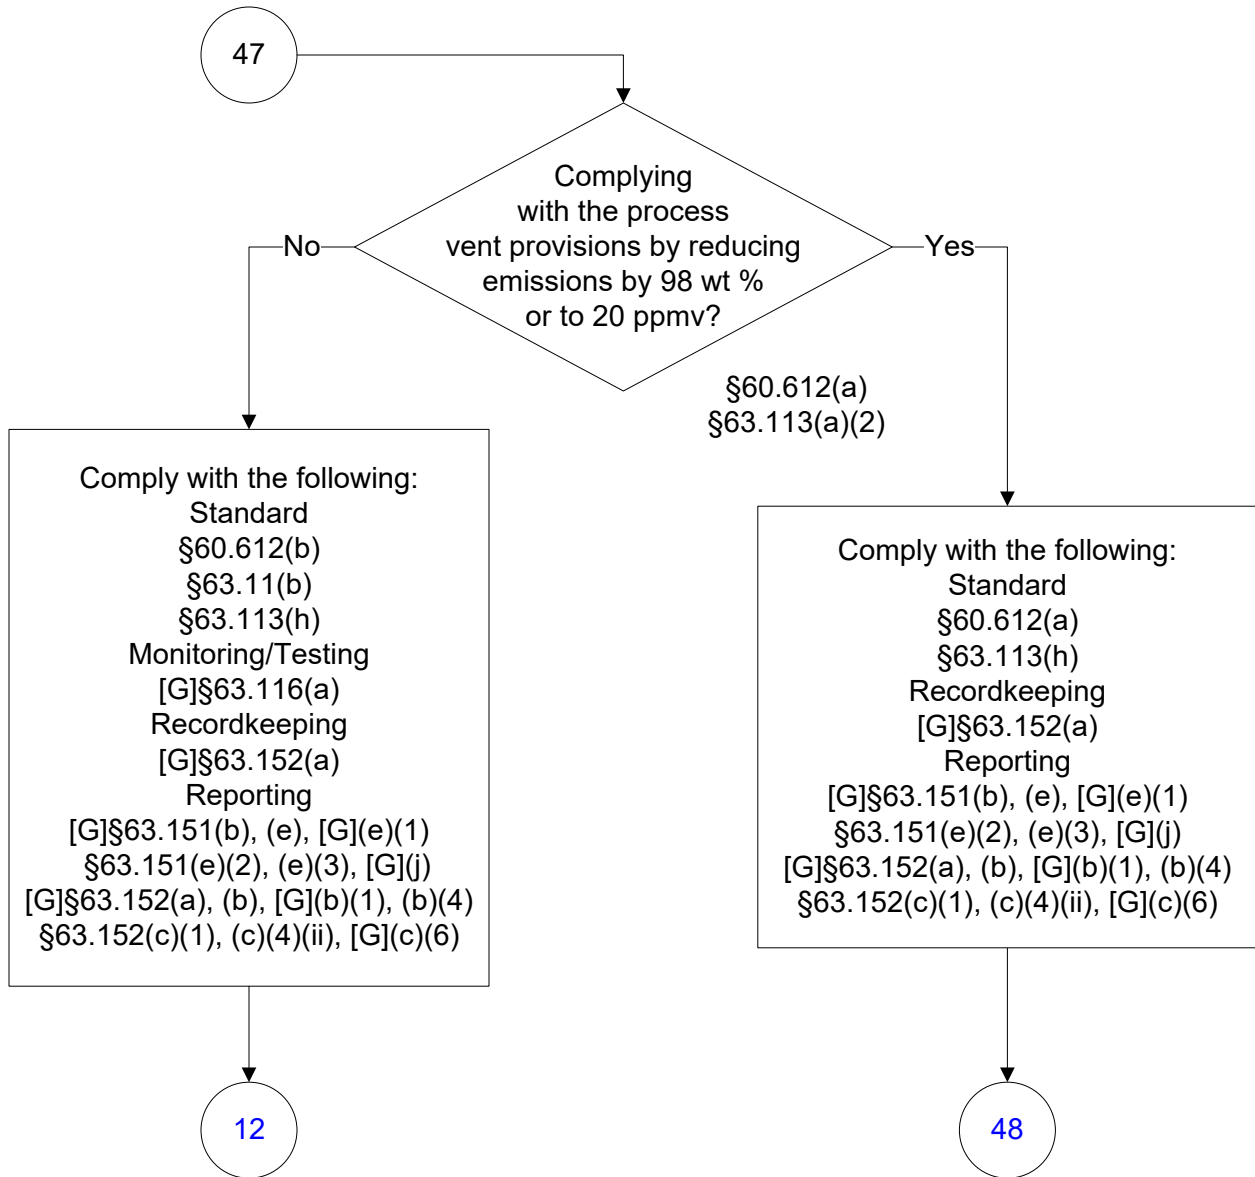 47
Complying
with the process
vent provisions by reducing
emissions by 98 wt %
or to 20 ppmv?
No
Yes
§60.612(a)
§63.113(a)(2)
Comply with the following:
Standard
§60.612(b)
§63.11(b)
§63.113(h)
Monitoring/Testing
[G]§63.116(a)
Recordkeeping
[G]§63.152(a)
Reporting
[G]§63.151(b), (e), [G](e)(1)
§63.151(e)(2), (e)(3), [G](j)
[G]§63.152(a), (b), [G](b)(1), (b)(4)
§63.152(c)(1), (c)(4)(ii), [G](c)(6)
Comply with the following:
Standard
§60.612(a)
§63.113(h)
Recordkeeping
[G]§63.152(a)
Reporting
[G]§63.151(b), (e), [G](e)(1)
§63.151(e)(2), (e)(3), [G](j)
[G]§63.152(a), (b), [G](b)(1), (b)(4)
§63.152(c)(1), (c)(4)(ii), [G](c)(6)
12
48